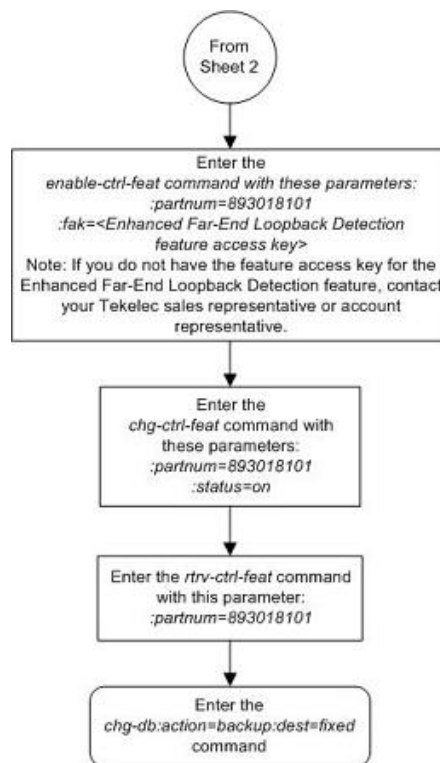 From
Sheet 2
Enter the
enable-ctrl-feat command with these parameters:
:partnum=893018101
:fak=<Enhanced Far-End Loopback Detection
feature access key>
Note: If you do not have the feature access key for the
Enhanced Far-End Loopback Detection feature, contact
your Tekelec sales representative or account
representative.
Enter the
chg-ctrl-feat command with
these parameters:
:partnum=893018101
:status=on
Enter the rtrv-ctrl-feat command
with this parameter:
:partnum=893018101
Enter the
chg-db:action=backup:dest=fixed
command